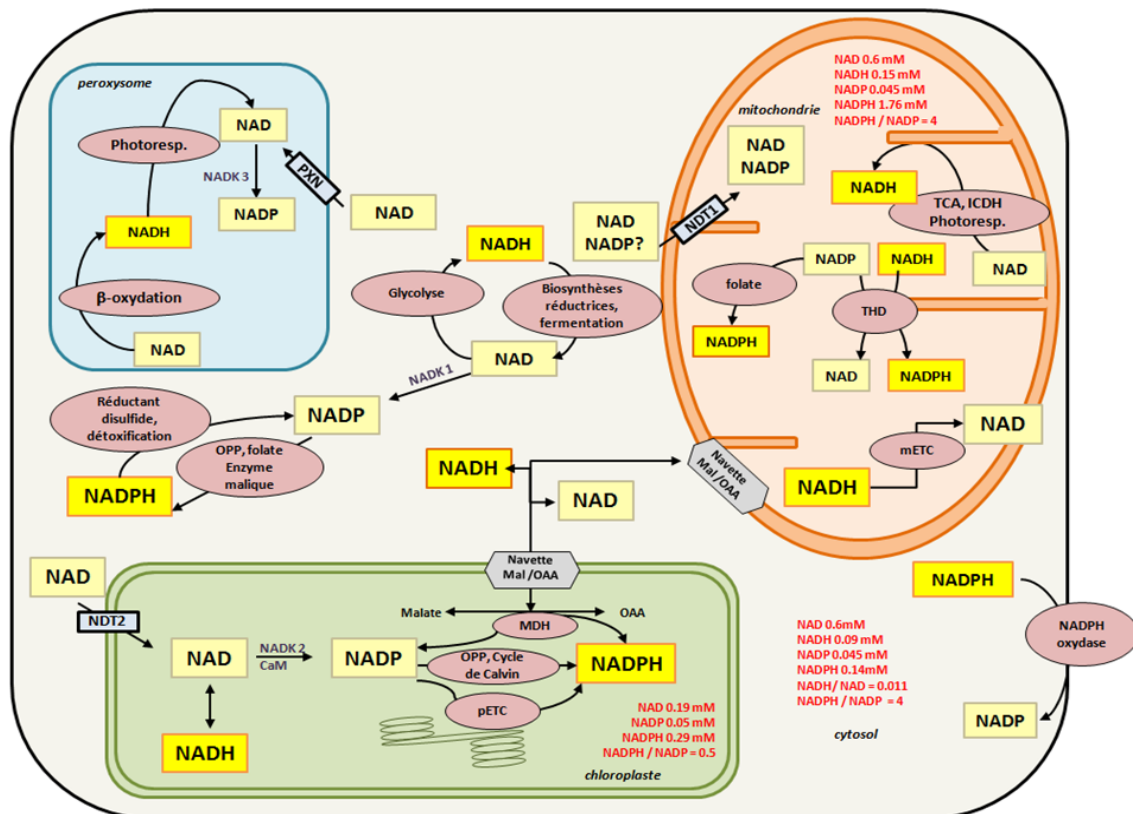 peroxysome
NAD
Photoresp.
NADK 3
PXN
NADP
NADH
β-oxydation
NAD
NAD
NADH
Glycolyse
Biosynthèses
réductrices,
fermentation
NAD
NADK 1
NAD
NADP?
NDT1
mitochondrie
NAD 0.6 mM
NADH 0.15 mM
NADP 0.045 mM
NADPH 1.76 mM
NADPH / NADP = 4
NAD
NADP
NADH
TCA, ICDH
Photoresp.
NAD
NADP
NADH
folate
THD
NADPH
NAD
NADPH
NAD
mETC
NADH
Navette
Mal /OAA
Réductant
disulfide,
détoxification
NADP
OPP, folate
Enzyme
malique
NADPH
NADH
NAD
Navette
Mal /OAA
NAD
NDT2
Malate
OAA
MDH
NAD
NADK 2
CaM
NADP
OPP, Cycle
de Calvin
NADPH
pETC
NADH
NAD 0.19 mM
NADP 0.05 mM
NADPH 0.29 mM
NADPH / NADP = 0.5
chloroplaste
NAD 0.6mM
NADH 0.09 mM
NADP 0.045 mM
NADPH 0.14mM
NADH/ NAD = 0.011
NADPH / NADP = 4
cytosol
NADPH
NADPH
oxydase
NADP